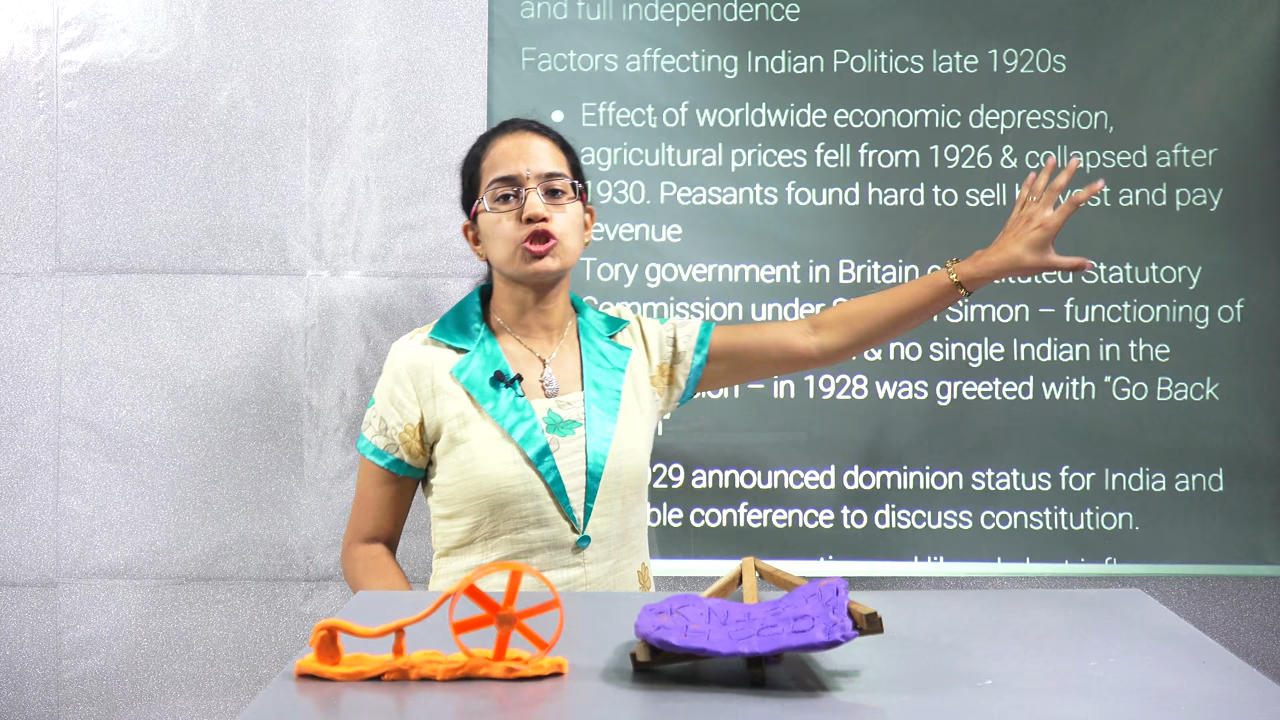 and full independence
Factors affecting Indian Politics late 1920s
• Effect of worldwide economic depression,
agricultural prices fell from 1926 & collapsed after
1930. Peasants found hard to sell and pay
evenue
Tory government in Britain Statutory
under Simon – functioning of
& no single Indian in the
– in 1928 was greeted with “Go Back
29 announced dominion status for India and
ble conference to discuss constitution.